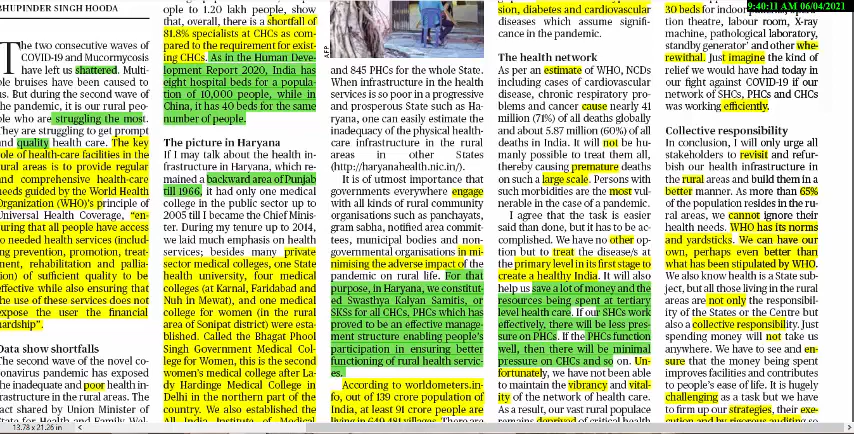 BHUPINDER SINGH HOODA
The two consecutive waves of
COVID-19 and Mucormycosis
have left us shattered. Multi-
ple bruises have been caused to
us. But during the second wave of
the pandemic, it is our rural peo-
ple who are struggling the most.
They are struggling to get prompt
and quality health care. The key
role of health-care facilities in the
rural areas is to provide regular
and comprehensive health-care
needs guided by the World Health
Organization (WHO)'s principle of
Universal Health Coverage, "en-
suring that all people have access
to needed health services (includ-
ing prevention, promotion, treat-
ment, rehabilitation and pallia-
tion) of sufficient quality to be
effective while also ensuring that
the use of these services does not
expose the user the financial
hardship".
Data show shortfalls
The second wave of the novel co-
ronavirus pandemic has exposed
the inadequate and poor health in-
frastructure in the rural areas. The
fact shared by Union Minister of
State for Health and Family Wel-
ople to 1.20 lakh people, show
that, overall, there is a shortfall of
81.8% specialists at CHCs as com-
pared to the requirement for exist-
ing CHCs. As in the Human Deve-
lopment Report 2020, India has
eight hospital beds for a popula-
tion of 10,000 people, while in
China, it has 40 beds for the same
number of people.
The picture in Haryana
If I may talk about the health in-
frastructure in Haryana, which re-
mained a backward area of Punjab
till 1966, it had only one medical
college in the public sector up to
2005 till I became the Chief Minis-
ter. During my tenure up to 2014,
we laid much emphasis on health
services; besides many private
sector medical colleges, one State
health university, four medical
colleges (at Karnal, Faridabad and
Nuh in Mewat), and one medical
college for women (in the rural
area of Sonipat district) were esta-
blished. Called the Bhagat Phool
Singh Government Medical Col-
lege for Women, this is the second
women's medical college after La-
dy Hardinge Medical College in
Delhi in the northern part of the
country. We also established the
All India Institute of Medical
AFP
and 845 PHCs for the whole State.
When infrastructure in the health
services is so poor in a progressive
and prosperous State such as Ha-
ryana, one can easily estimate the
inadequacy of the physical health-
care infrastructure in the rural
areas in other States
(http://haryanahealth.nic.in/).
It is of utmost importance that
governments everywhere engage
with all kinds of rural community
organisations such as panchayats,
gram sabha, notified area commit-
tees, municipal bodies and non-
governmental organisations in mi-
nimising the adverse impact of the
pandemic on rural life. For that
purpose, in Haryana, we constitut-
ed Swasthya Kalyan Samitis, or
SKSs for all CHCs, PHCs which has
proved to be an effective manage-
ment structure enabling people's
participation in ensuring better
functioning of rural health servic-
es.
According to worldometers.in-
fo, out of 139 crore population of
India, at least 91 crore people are
living in 649,481 villages. There are
sion, diabetes and cardiovascular
diseases which assume signifi-
cance in the pandemic.
The health network
As per an estimate of WHO, NCDs
including cases of cardiovascular
disease, chronic respiratory pro-
blems and cancer cause nearly 41
million (71%) of all deaths globally
and about 5.87 million (60%) of all
deaths in India. It will not be hu-
manly possible to treat them all,
thereby causing premature deaths
on such a large scale. Persons with
such morbidities are the most vul-
nerable in the case of a pandemic.
I agree that the task is easier
said than done, but it has to be ac-
complished. We have no other op-
tion but to treat the disease/s at
the primary level in its first stage to
create a healthy India. It will also
help us save a lot of money and the
resources being spent at tertiary
level health care. If our SHCs work
effectively, there will be less pres-
sure on PHCs. If the PHCs function
well, then there will be minimal
pressure on CHCs and so on. Un-
fortunately, we have not been able
to maintain the vibrancy and vital-
ity of the network of health care.
As a result, our vast rural populace
remains deprived of critical health
9:40:11 AM 06/04/2021
30 beds for indoor
tion theatre, labour room, X-ray
machine, pathological laboratory,
standby generator' and other whe-
rewithal. Just imagine the kind of
relief we would have had today in
our fight against COVID-19 if our
network of SHCs, PHCs and CHCs
was working efficiently.
Collective responsibility
In conclusion, I will only urge all
stakeholders to revisit and refur-
bish our health infrastructure in
the rural areas and build them in a
better manner. As more than 65%
of the population resides in the ru-
ral areas, we cannot ignore their
health needs. WHO has its norms
and yardsticks. We can have our
own, perhaps even better than
what has been stipulated by WHO.
We also know health is a State sub-
ject, but all those living in the rural
areas are not only the responsibil-
ity of the States or the Centre but
also a collective responsibility. Just
spending money will not take us
anywhere. We have to see and en-
sure that the money being spent
improves facilities and contributes
to people's ease of life. It is hugely
challenging as a task but we have
to firm up our strategies, their exe-
cution and by rigorous auditing so
13.78 x 21.26 in